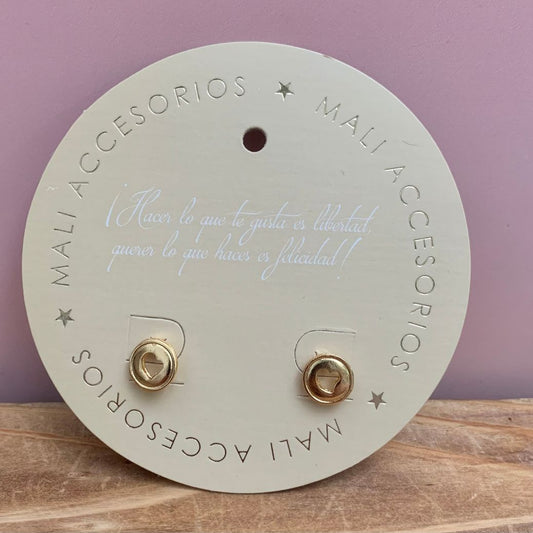 MALI ACCESORIOS
MALI ACCESORIOS
MALI ACCESORIOS
¡Hacer lo que te gusta es libertad,
querer lo que haces es felicidad!